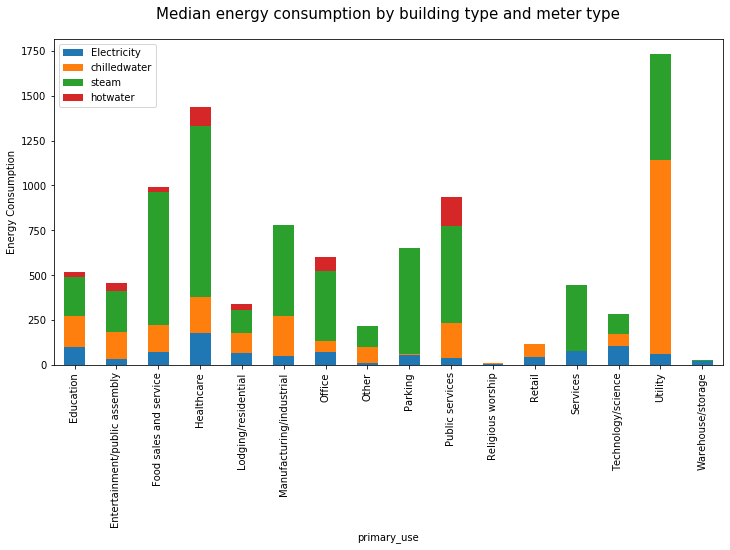 Median energy consumption by building type and meter type
Electricity
chilledwater
steam
hotwater
1750
1500
1250
1000
750
500
250
0
Energy Consumption
Education
Entertainment/public assembly
Food sales and service
Healthcare
Lodging/residential
Manufacturing/industrial
Office
Other
Parking
Public services
Religious worship
Retail
Services
Technology/science
Utility
Warehouse/storage
primary_use